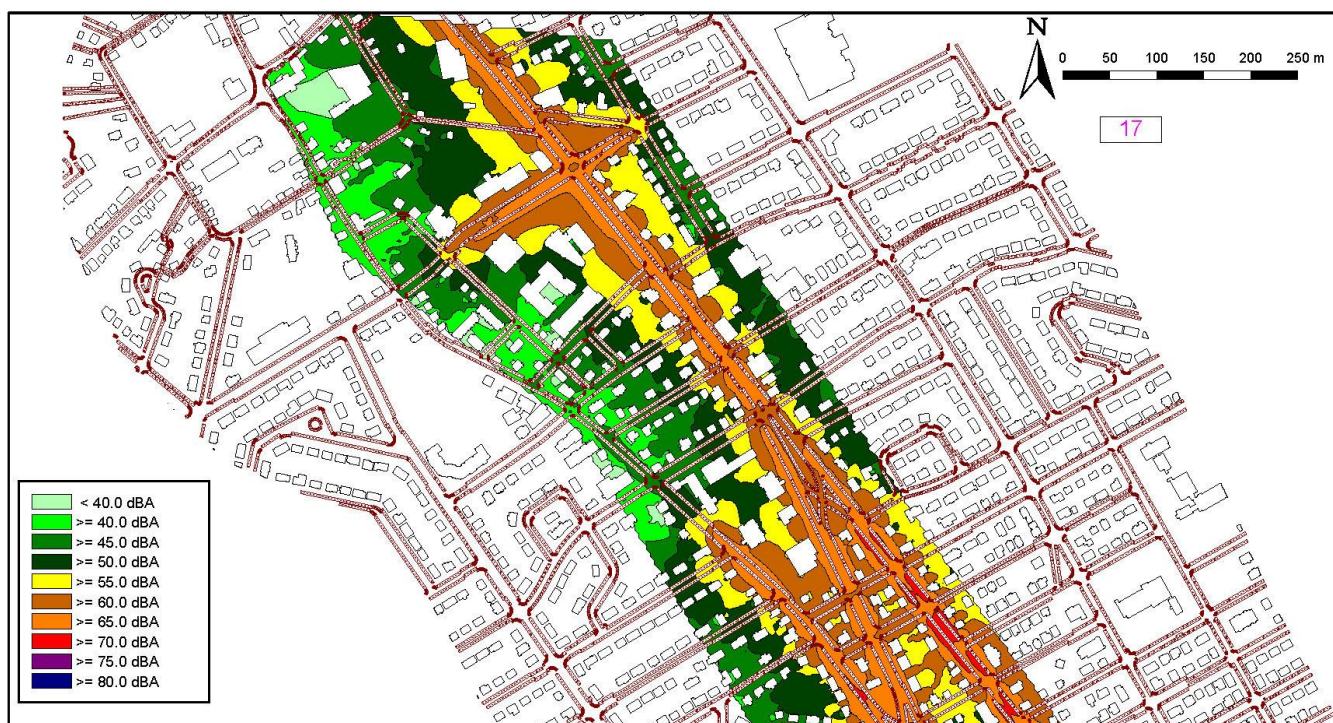 N
0 50 100 150 200 250 m
17
< 40.0 dBA
>= 40.0 dBA
>= 45.0 dBA
>= 50.0 dBA
>= 55.0 dBA
>= 60.0 dBA
>= 65.0 dBA
>= 70.0 dBA
>= 75.0 dBA
>= 80.0 dBA